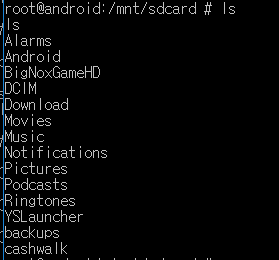 root@android:/mnt/sdcard # ls
ls
Alarms
Android
BigNoxGameHD
DCIM
Download
Movies
Music
Notifications
Pictures
Podcasts
Ringtones
YSLauncher
backups
cashwalk